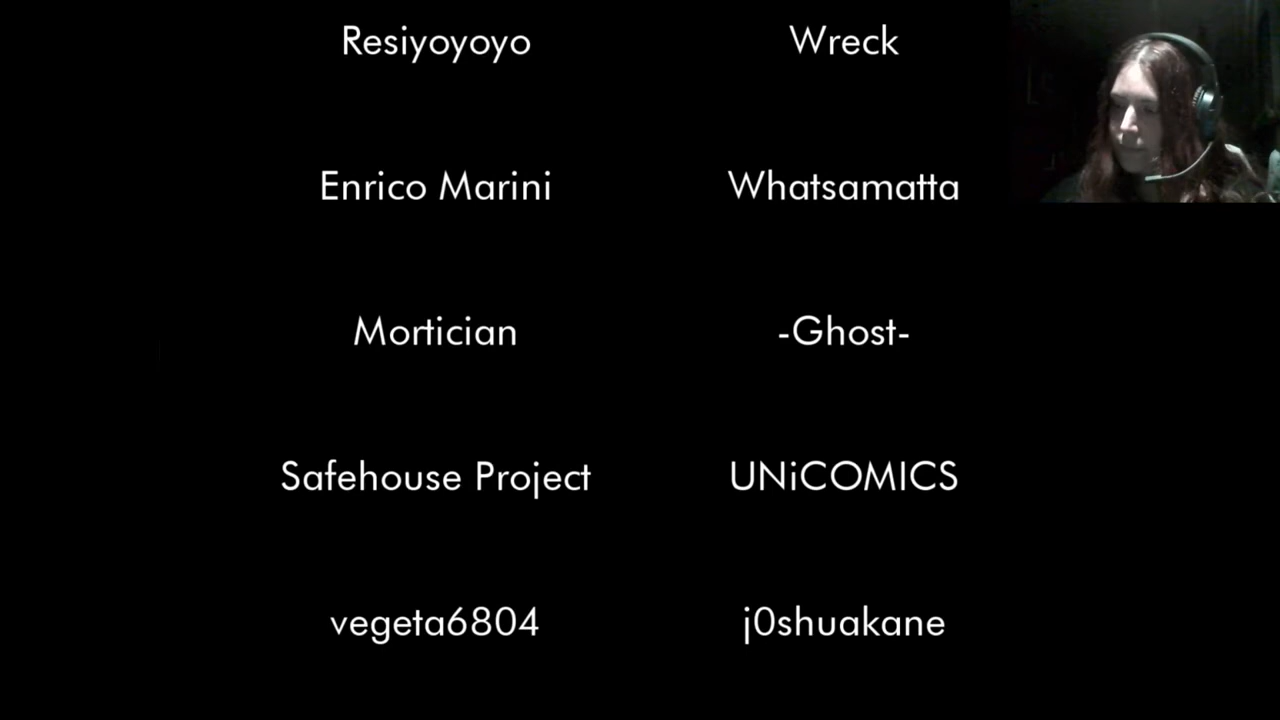 Resiyoyoyo Wreck
Enrico Marini Whatsamatta
Mortician -Ghost-
Safehouse Project UNiCOMICS
vegeta6804 j0shuakane